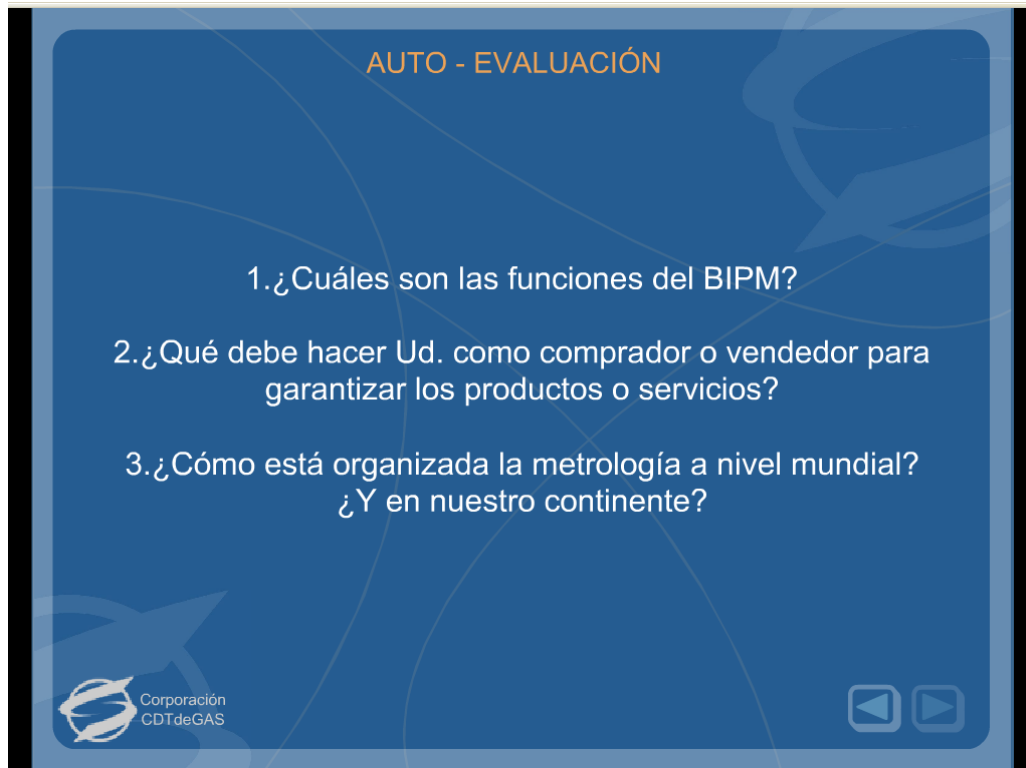 AUTO - EVALUACIÓN
1.¿Cuáles son las funciones del BIPM?
2.¿Qué debe hacer Ud. como comprador o vendedor para
garantizar los productos o servicios?
3.¿Cómo está organizada la metrología a nivel mundial?
¿Y en nuestro continente?
Corporación
CDTdeGAS